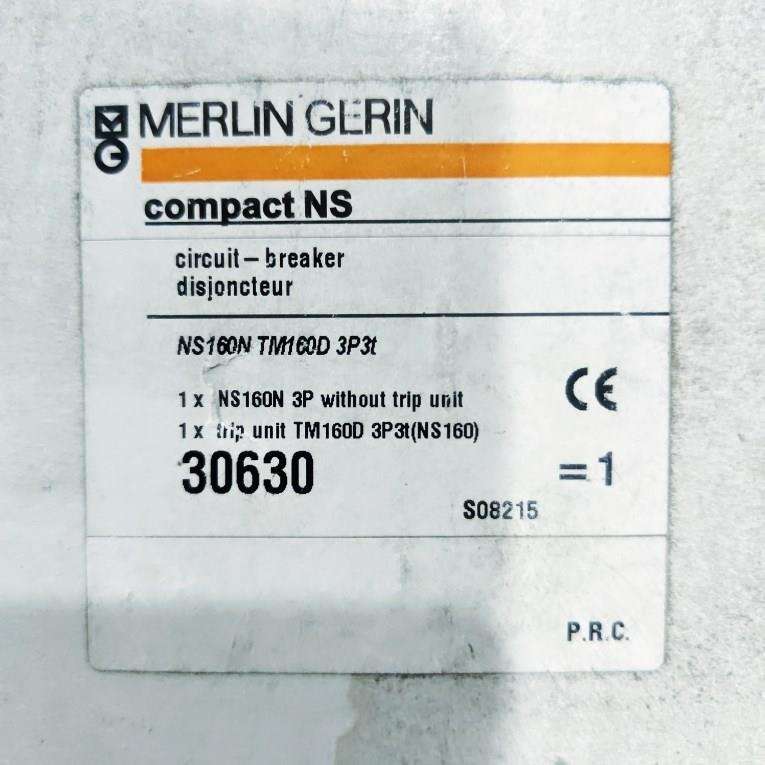 MG MERLIN GERIN
compact NS
circuit – breaker
disjoncteur
NS160N TM160D 3P3t
1 x NS160N 3P without trip unit
1 x trip unit TM160D 3P3t(NS160)
CE
30630
= 1
S08215
P.R.C.